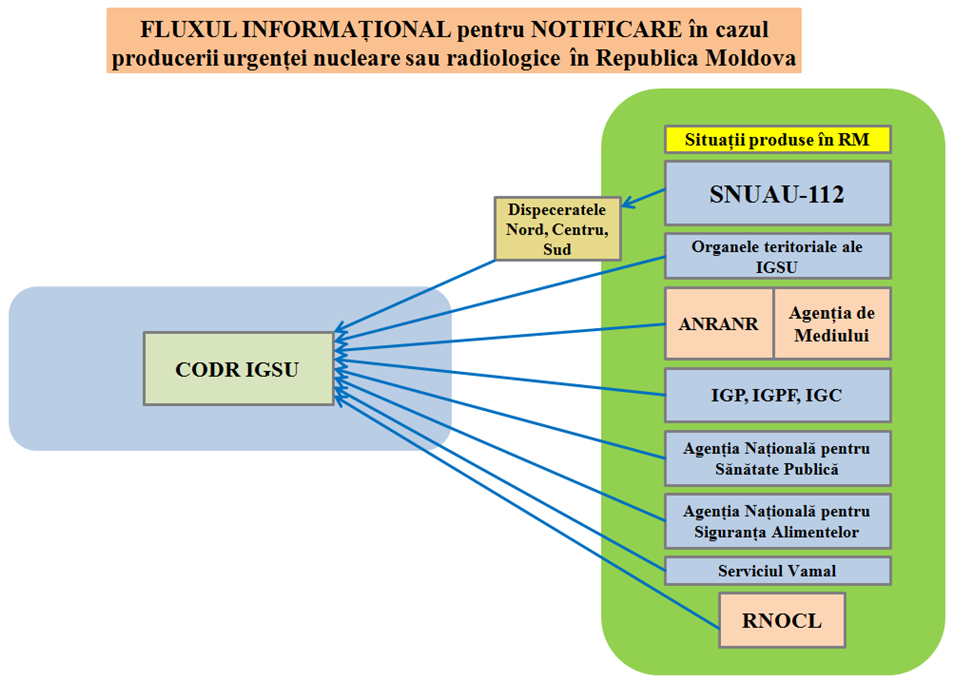 FLUXUL INFORMAȚIONAL pentru NOTIFICARE în cazul
producerii urgenței nucleare sau radiologice în Republica Moldova
Situații produse în RM
SNUAU-112
Dispeceratele
Nord, Centru,
Sud
Organele teritoriale ale
IGSU
ANRANR
Agenția de
Mediului
CODR IGSU
IGP, IGPF, IGC
Agenția Națională pentru
Sănătate Publică
Agenția Națională pentru
Siguranța Alimentelor
Serviciul Vamal
RNOCL